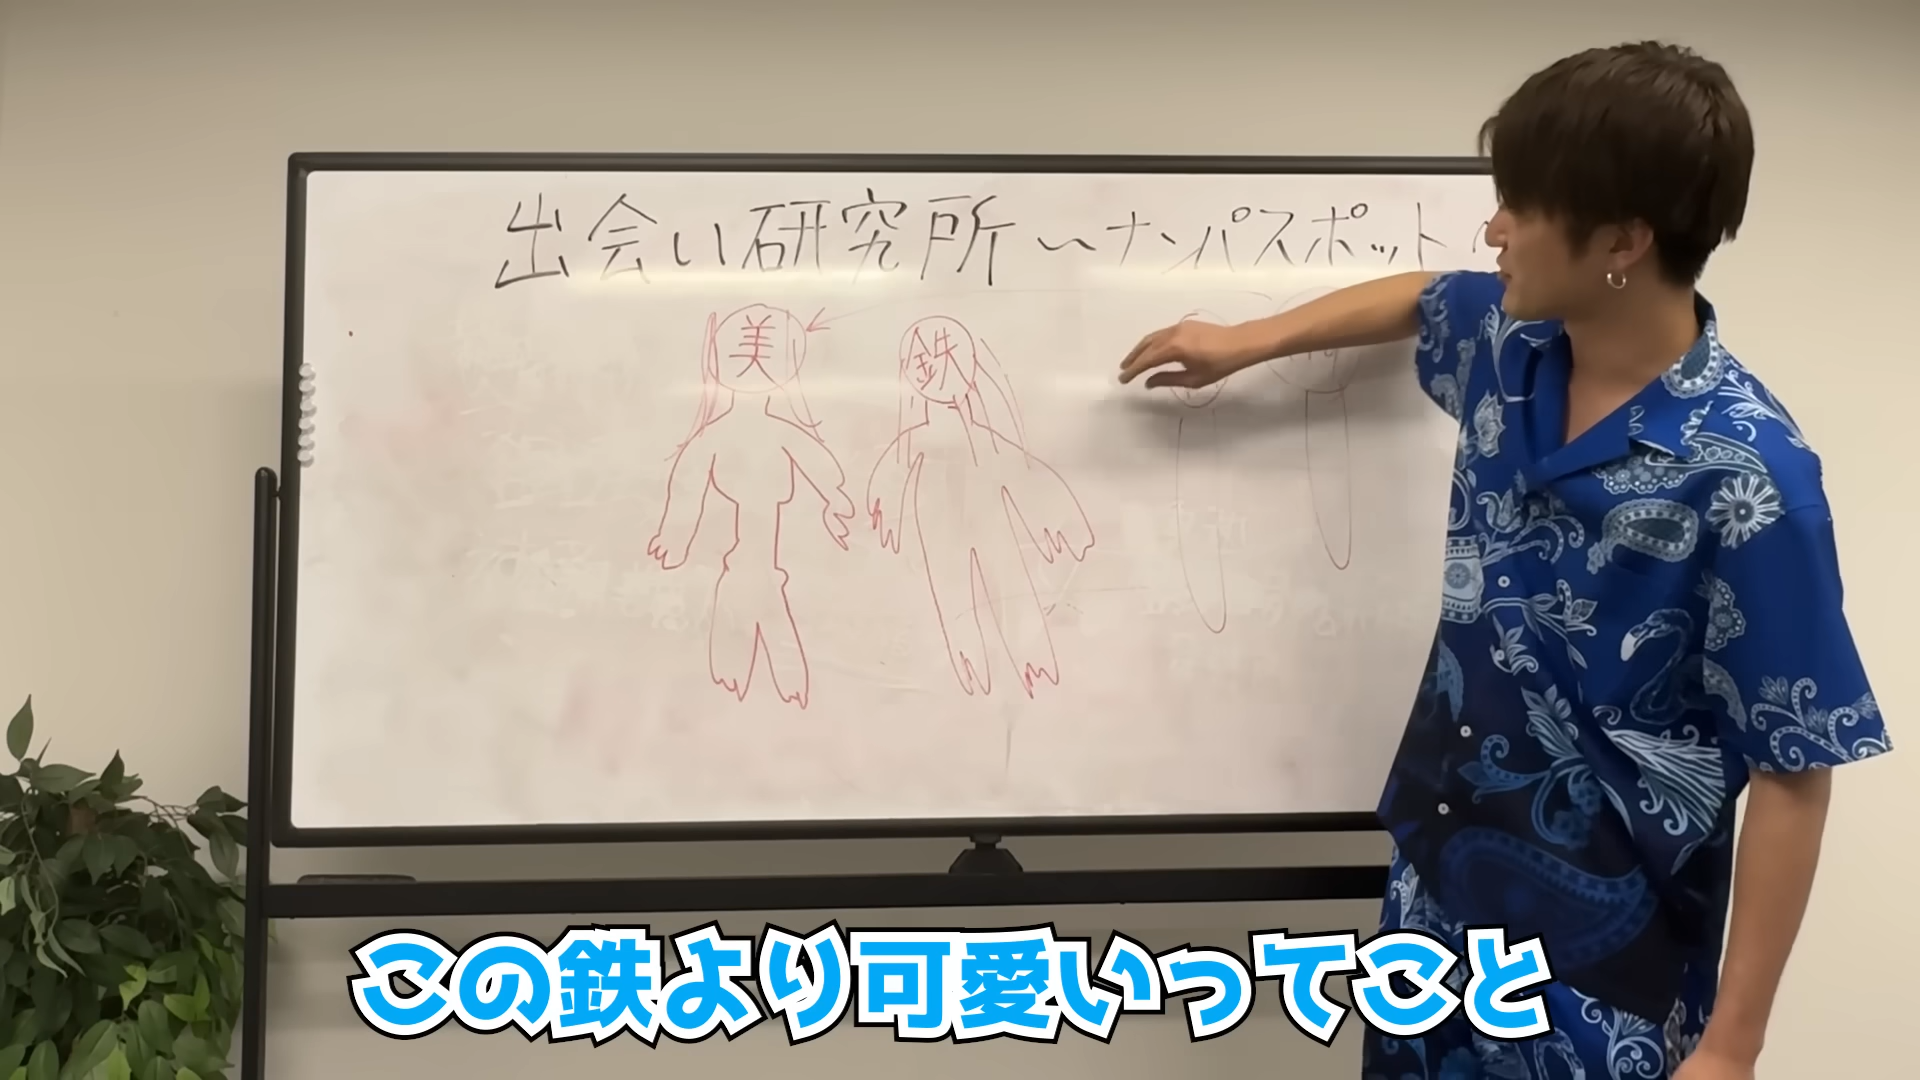 出会い研究所～ナンパスポット～
美
鉄
この鉄より可愛いってこと